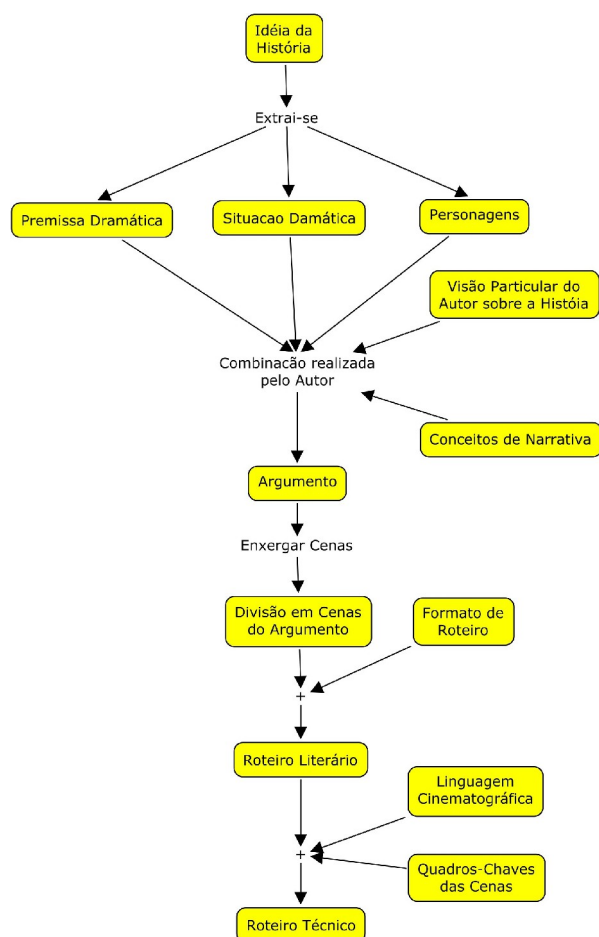 Idéia da
História
Extrai-se
Premissa Dramática
Situacao Damática
Personagens
Visão Particular do
Autor sobre a Históia
Combinacão realizada
pelo Autor
Conceitos de Narrativa
Argumento
Enxergar Cenas
Divisão em Cenas
do Argumento
Formato de
Roteiro
+
Roteiro Literário
Linguagem
Cinematográfica
+
Quadros-Chaves
das Cenas
Roteiro Técnico